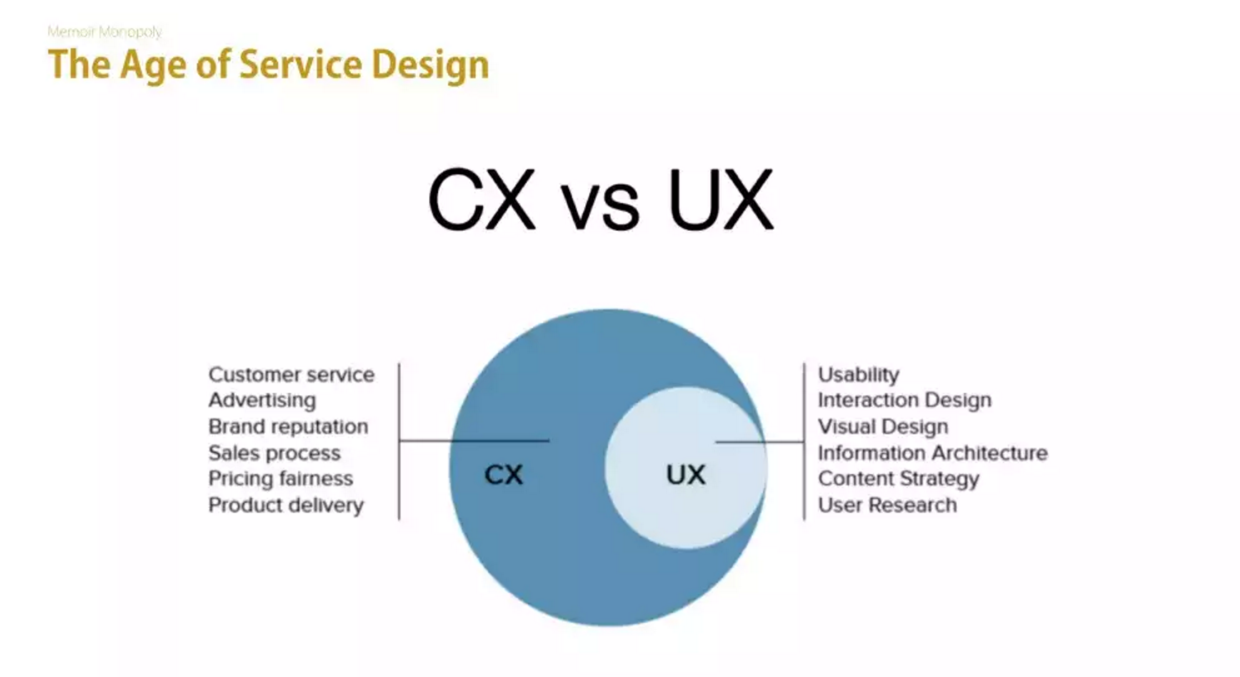 Memoir Monopoly
The Age of Service Design
CX vs UX
Customer service
Advertising
Brand reputation
Sales process
Pricing fairness
Product delivery
CX
UX
Usability
Interaction Design
Visual Design
Information Architecture
Content Strategy
User Research